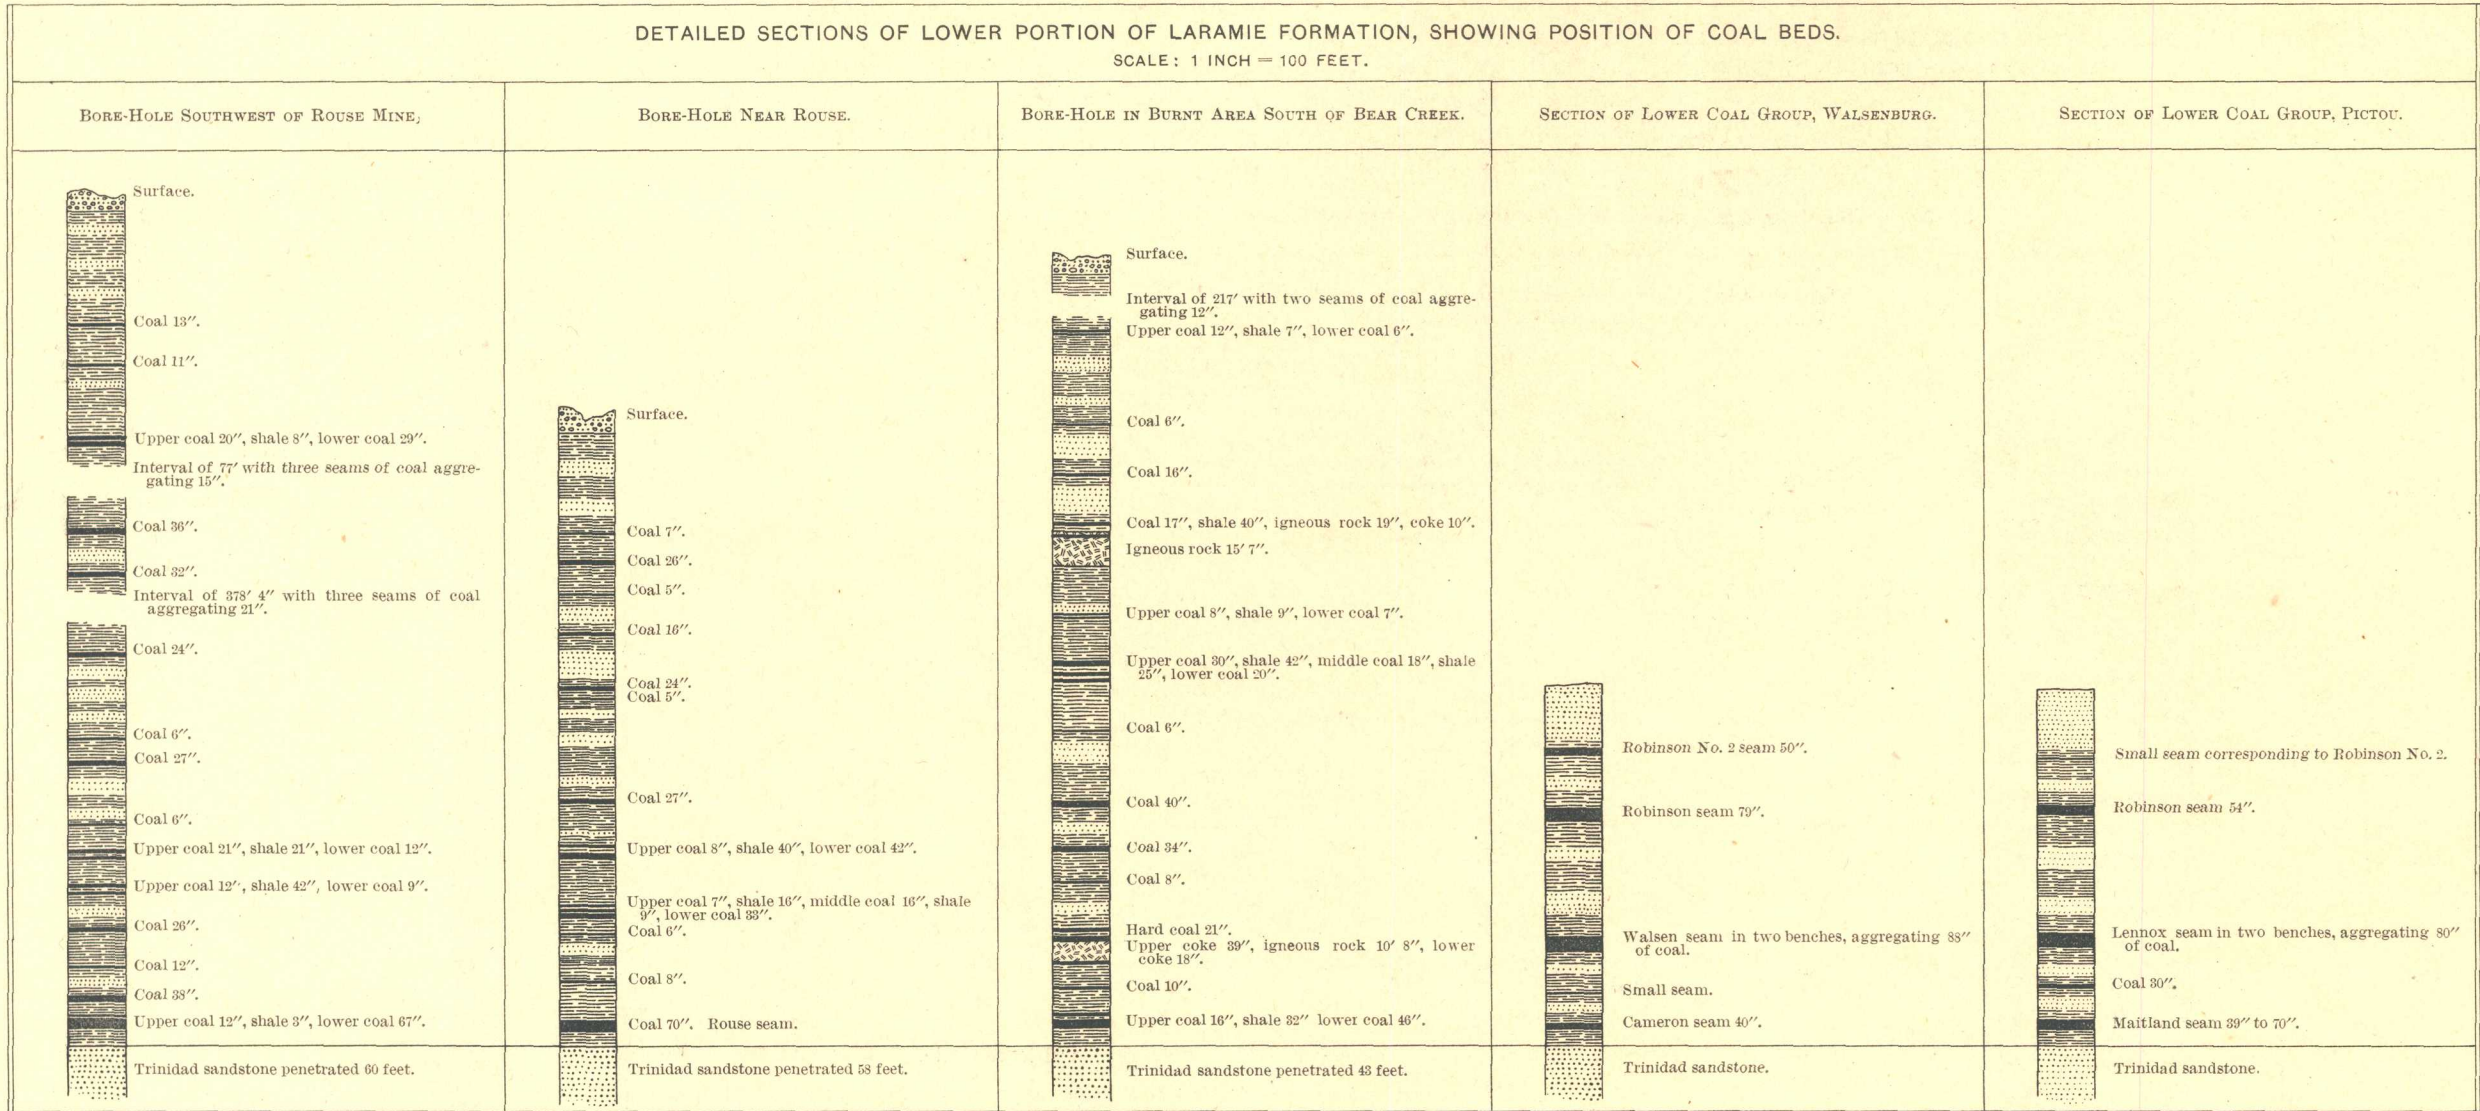 DETAILED SECTIONS OF LOWER PORTION OF LARAMIE FORMATION, SHOWING POSITION OF COAL BEDS.
SCALE: 1 INCH = 100 FEET.
BORE-HOLE SOUTHWEST OF ROUSE MINE,
Surface.
Coal 13″.
Coal 11″.
Upper coal 20″, shale 8″, lower coal 29″.
Interval of 77′ with three seams of coal aggre-
gating 15″.
Coal 36″.
Coal 32″.
Interval of 378′ 4″ with three seams of coal
aggregating 21″.
Coal 24″.
Coal 6″.
Coal 27″.
Coal 6″.
Upper coal 21″, shale 21″, lower coal 12″.
Upper coal 12″, shale 42″, lower coal 9″.
Coal 26″.
Coal 12″.
Coal 38″.
Upper coal 12″, shale 3″, lower coal 67″.
Trinidad sandstone penetrated 60 feet.
BORE-HOLE NEAR ROUSE.
Surface.
Coal 7″.
Coal 26″.
Coal 5″.
Coal 16″.
Coal 24″.
Coal 5″.
Coal 27″.
Upper coal 8″, shale 40″, lower coal 42″.
Upper coal 7″, shale 16″, middle coal 16″, shale
9″, lower coal 33″.
Coal 6″.
Coal 8″.
Coal 70″. Rouse seam.
Trinidad sandstone penetrated 58 feet.
BORE-HOLE IN BURNT AREA SOUTH OF BEAR CREEK.
Surface.
Interval of 217′ with two seams of coal aggre-
gating 12″.
Upper coal 12″, shale 7″, lower coal 6″.
Coal 6″.
Coal 16″.
Coal 17″, shale 40″, igneous rock 19″, coke 10″.
Igneous rock 15′ 7″.
Upper coal 8″, shale 9″, lower coal 7″.
Upper coal 30″, shale 42″, middle coal 18″, shale
25″, lower coal 20″.
Coal 6″.
Coal 40″.
Coal 34″.
Coal 8″.
Hard coal 21″.
Upper coke 39″, igneous rock 10′ 8″, lower
coke 18″.
Coal 10″.
Upper coal 16″, shale 32″ lower coal 46″.
Trinidad sandstone penetrated 43 feet.
SECTION OF LOWER COAL GROUP, WALSENBURG.
Robinson No. 2 seam 50″.
Robinson seam 79″.
Walsen seam in two benches, aggregating 88″
of coal.
Small seam.
Cameron seam 40″.
Trinidad sandstone.
SECTION OF LOWER COAL GROUP, PICTOU.
Small seam corresponding to Robinson No. 2.
Robinson seam 54″.
Lennox seam in two benches, aggregating 80″
of coal.
Coal 30″.
Maitland seam 39″ to 70″.
Trinidad sandstone.